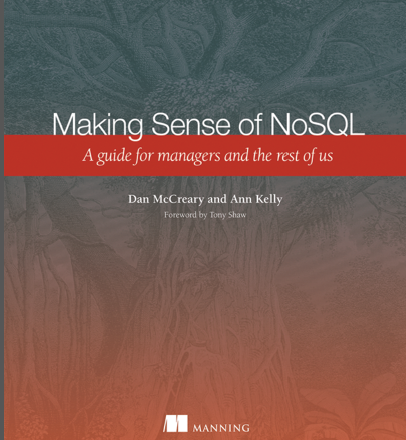 Making Sense of NoSQL
A guide for managers and the rest of us
Dan McCreary and Ann Kelly
Foreword by Tony Shaw
MANNING